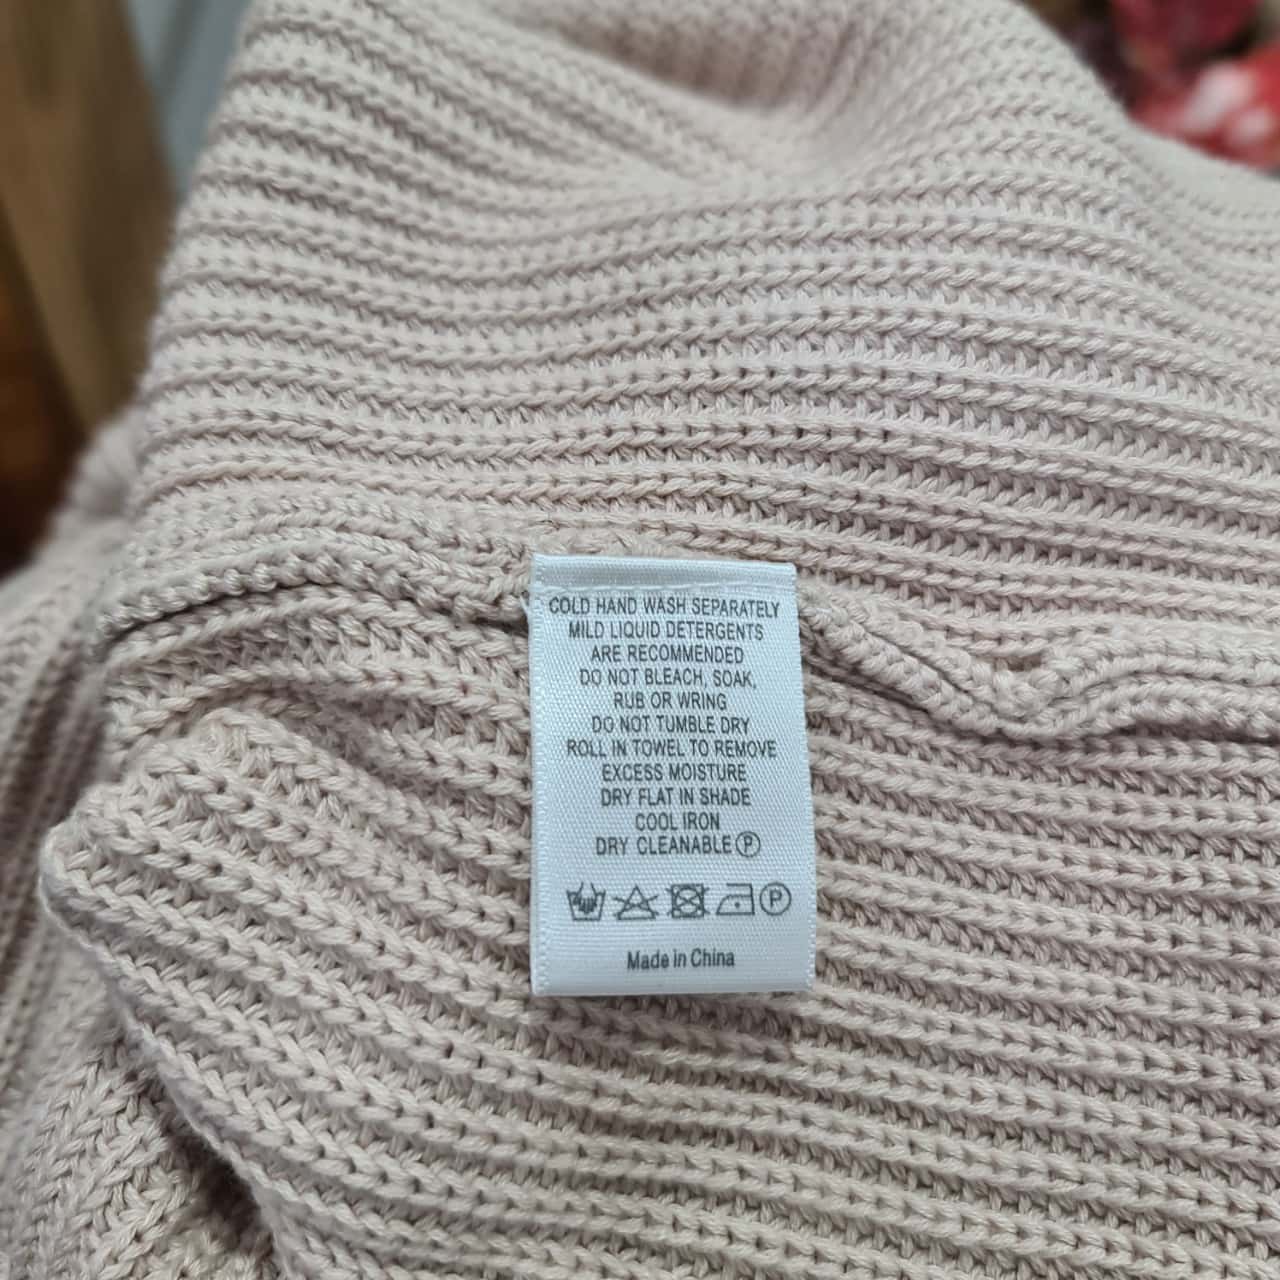 COLD HAND WASH SEPARATELY
MILD LIQUID DETERGENTS
ARE RECOMMENDED
DO NOT BLEACH, SOAK,
RUB OR WRING
DO NOT TUMBLE DRY
ROLL IN TOWEL TO REMOVE
EXCESS MOISTURE
DRY FLAT IN SHADE
COOL IRON
DRY CLEANABLE Ⓟ
Ⓟ
Made in China